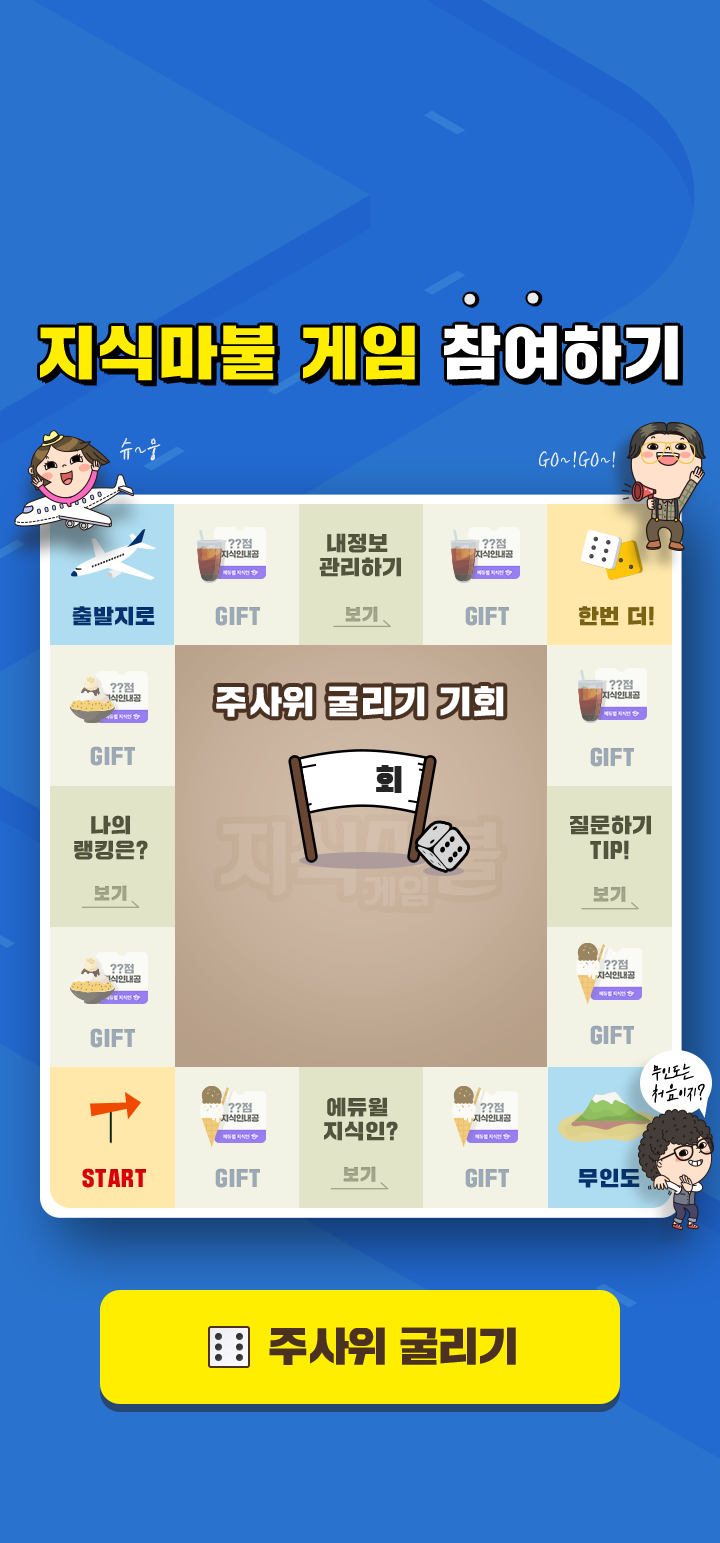 지식마불 게임 참여하기
슈~웅
GO~!GO~!
출발지로
??점
지식인내공
에듀윌 지식인
GIFT
내정보
관리하기
보기
??점
지식인내공
에듀윌 지식인
GIFT
한번 더!
??점
지식인내공
에듀윌 지식인
GIFT
주사위 굴리기 기회
회
지식마불
게임
??점
지식인내공
에듀윌 지식인
GIFT
나의
랭킹은?
보기
질문하기
TIP!
보기
??점
지식인내공
에듀윌 지식인
GIFT
??점
지식인내공
에듀윌 지식인
GIFT
START
??점
지식인내공
에듀윌 지식인
GIFT
에듀윌
지식인?
보기
??점
지식인내공
에듀윌 지식인
GIFT
무인도
무인도는
처음이지?
주사위 굴리기